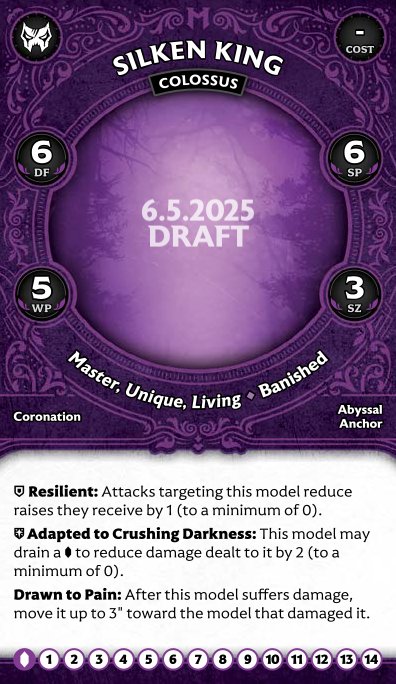 -
COST
SILKEN KING
COLOSSUS
6
DF
6
SP
6.5.2025
DRAFT
5
WP
3
SZ
Master, Unique, Living ◆ Banished
Coronation
Abyssal
Anchor
Resilient: Attacks targeting this model reduce
raises they receive by 1 (to a minimum of 0).
Adapted to Crushing Darkness: This model may
drain a to reduce damage dealt to it by 2 (to a
minimum of 0).
Drawn to Pain: After this model suffers damage,
move it up to 3" toward the model that damaged it.
1 2 3 4 5 6 7 8 9 10 11 12 13 14